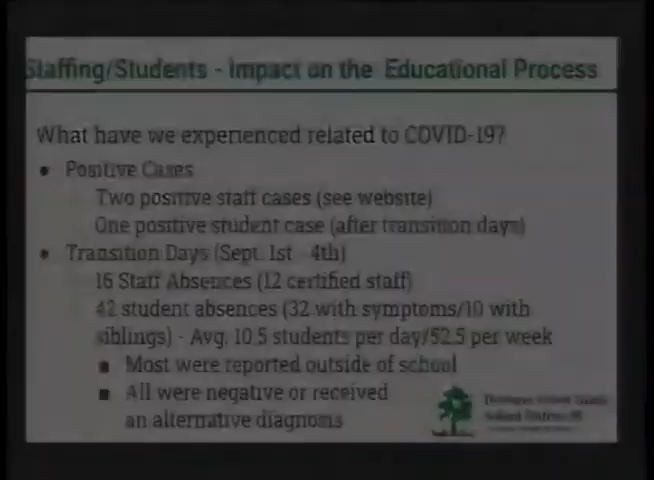 Staffing/Students - Impact on the Educational Process
What have we experienced related to COVID-19?
• Positive Cases
Two positive staff cases (see website)
One positive student case (after transition days)
• Transition Days (Sept. 1st - 4th)
16 Staff Absences (12 certified staff)
42 student absences (32 with symptoms/10 with
siblings) - Avg. 10.5 students per day/52.5 per week
■ Most were reported outside of school
■ All were negative or received
an alternative diagnosis
School District 58